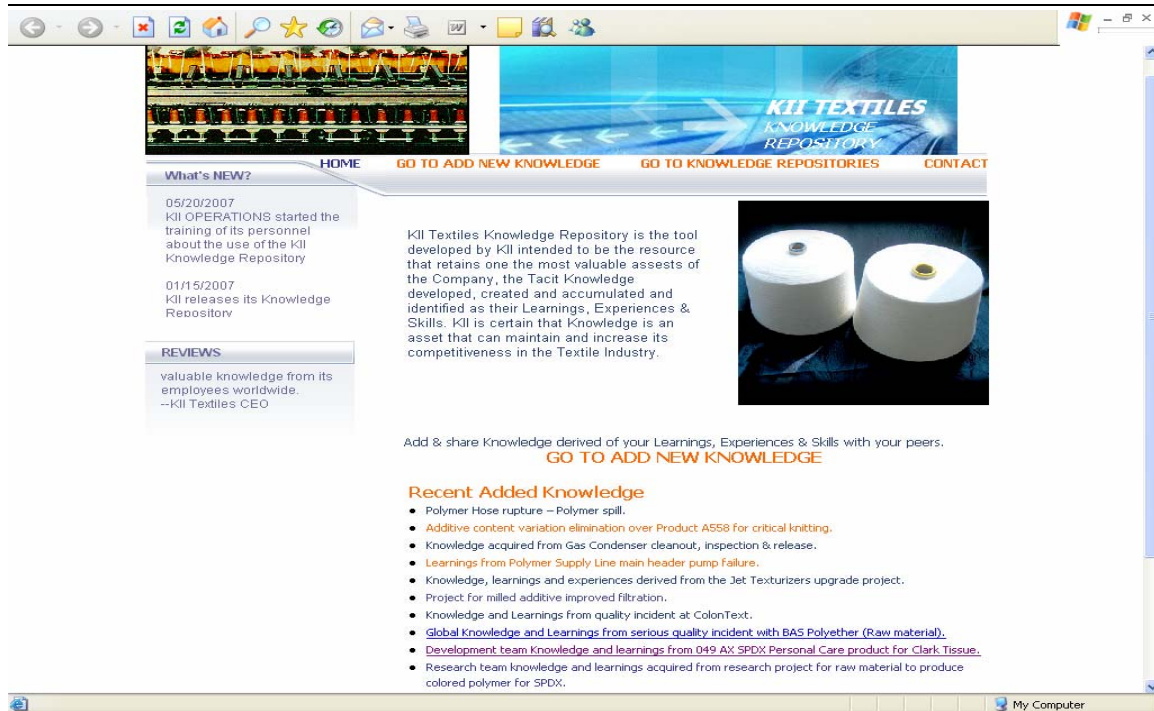 KII TEXTILES
KNOWLEDGE
REPOSITORY
HOME
GO TO ADD NEW KNOWLEDGE
GO TO KNOWLEDGE REPOSITORIES
CONTACT
What's NEW?
05/20/2007
KII OPERATIONS started the
training of its personnel
about the use of the KII
Knowledge Repository
01/15/2007
KII releases its Knowledge
Repository
REVIEWS
valuable knowledge from its
employees worldwide.
--KII Textiles CEO
KII Textiles Knowledge Repository is the tool
developed by KII intended to be the resource
that retains one the most valuable assests of
the Company, the Tacit Knowledge
developed, created and accumulated and
identified as their Learnings, Experiences &
Skills. KII is certain that Knowledge is an
asset that can maintain and increase its
competitiveness in the Textile Industry.
Add & share Knowledge derived of your Learnings, Experiences & Skills with your peers.
GO TO ADD NEW KNOWLEDGE
Recent Added Knowledge
• Polymer Hose rupture – Polymer spill.
• Additive content variation elimination over Product A558 for critical knitting.
• Knowledge acquired from Gas Condenser cleanout, inspection & release.
• Learnings from Polymer Supply Line main header pump failure.
• Knowledge, learnings and experiences derived from the Jet Texturizers upgrade project.
• Project for milled additive improved filtration.
• Knowledge and Learnings from quality incident at ColonText.
• Global Knowledge and Learnings from serious quality incident with BAS Polyether (Raw material).
• Development team Knowledge and learnings from 049 AX SPDX Personal Care product for Clark Tissue.
• Research team knowledge and learnings acquired from research project for raw material to produce
colored polymer for SPDX.
My Computer